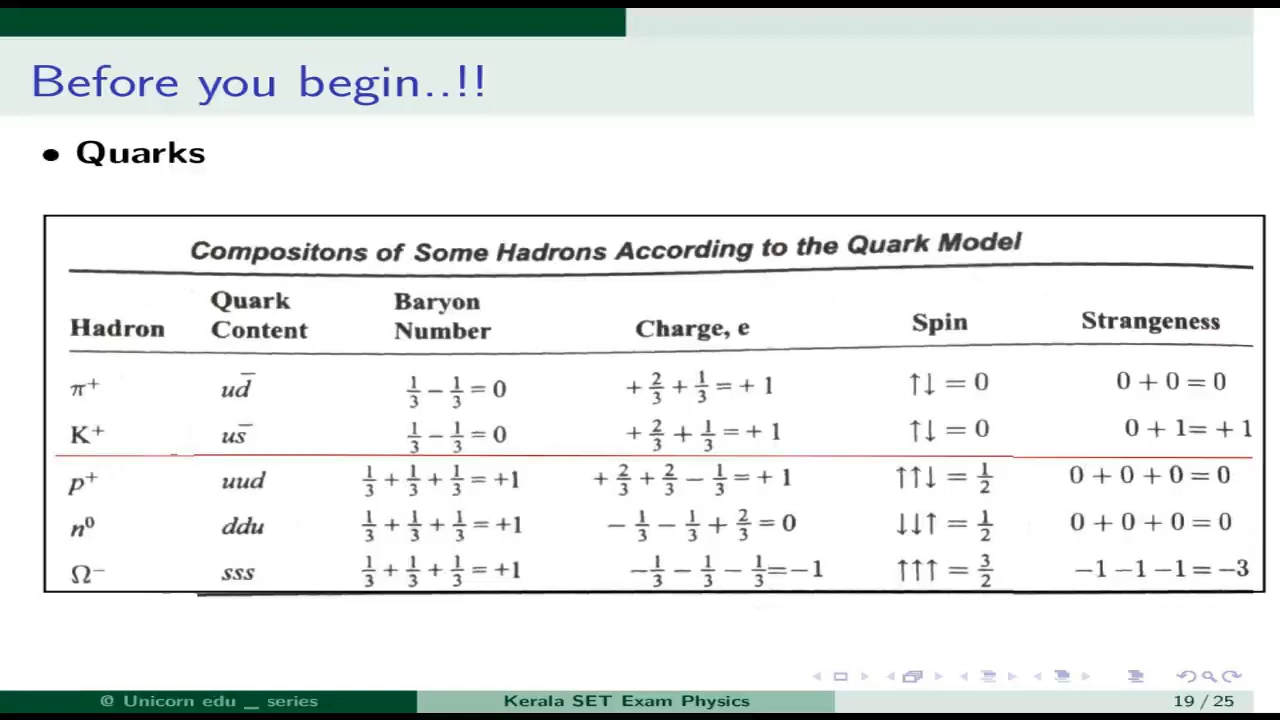 Before you begin..!!
• Quarks
Compositons of Some Hadrons According to the Quark Model
Hadron Quark Content Baryon Number Charge, e Spin Strangeness
π⁺ ud̅ 1/3 − 1/3 = 0 + 2/3 + 1/3 = + 1 ↑↓ = 0 0 + 0 = 0
K⁺ us̅ 1/3 − 1/3 = 0 + 2/3 + 1/3 = + 1 ↑↓ = 0 0 + 1 = + 1
p⁺ uud 1/3 + 1/3 + 1/3 = +1 + 2/3 + 2/3 − 1/3 = + 1 ↑↑↓ = 1/2 0 + 0 + 0 = 0
n⁰ ddu 1/3 + 1/3 + 1/3 = +1 − 1/3 − 1/3 + 2/3 = 0 ↓↓↑ = 1/2 0 + 0 + 0 = 0
Ω⁻ sss 1/3 + 1/3 + 1/3 = +1 − 1/3 − 1/3 − 1/3 = −1 ↑↑↑ = 3/2 −1 −1 −1 = −3
@ Unicorn edu _ series Kerala SET Exam Physics 19 / 25